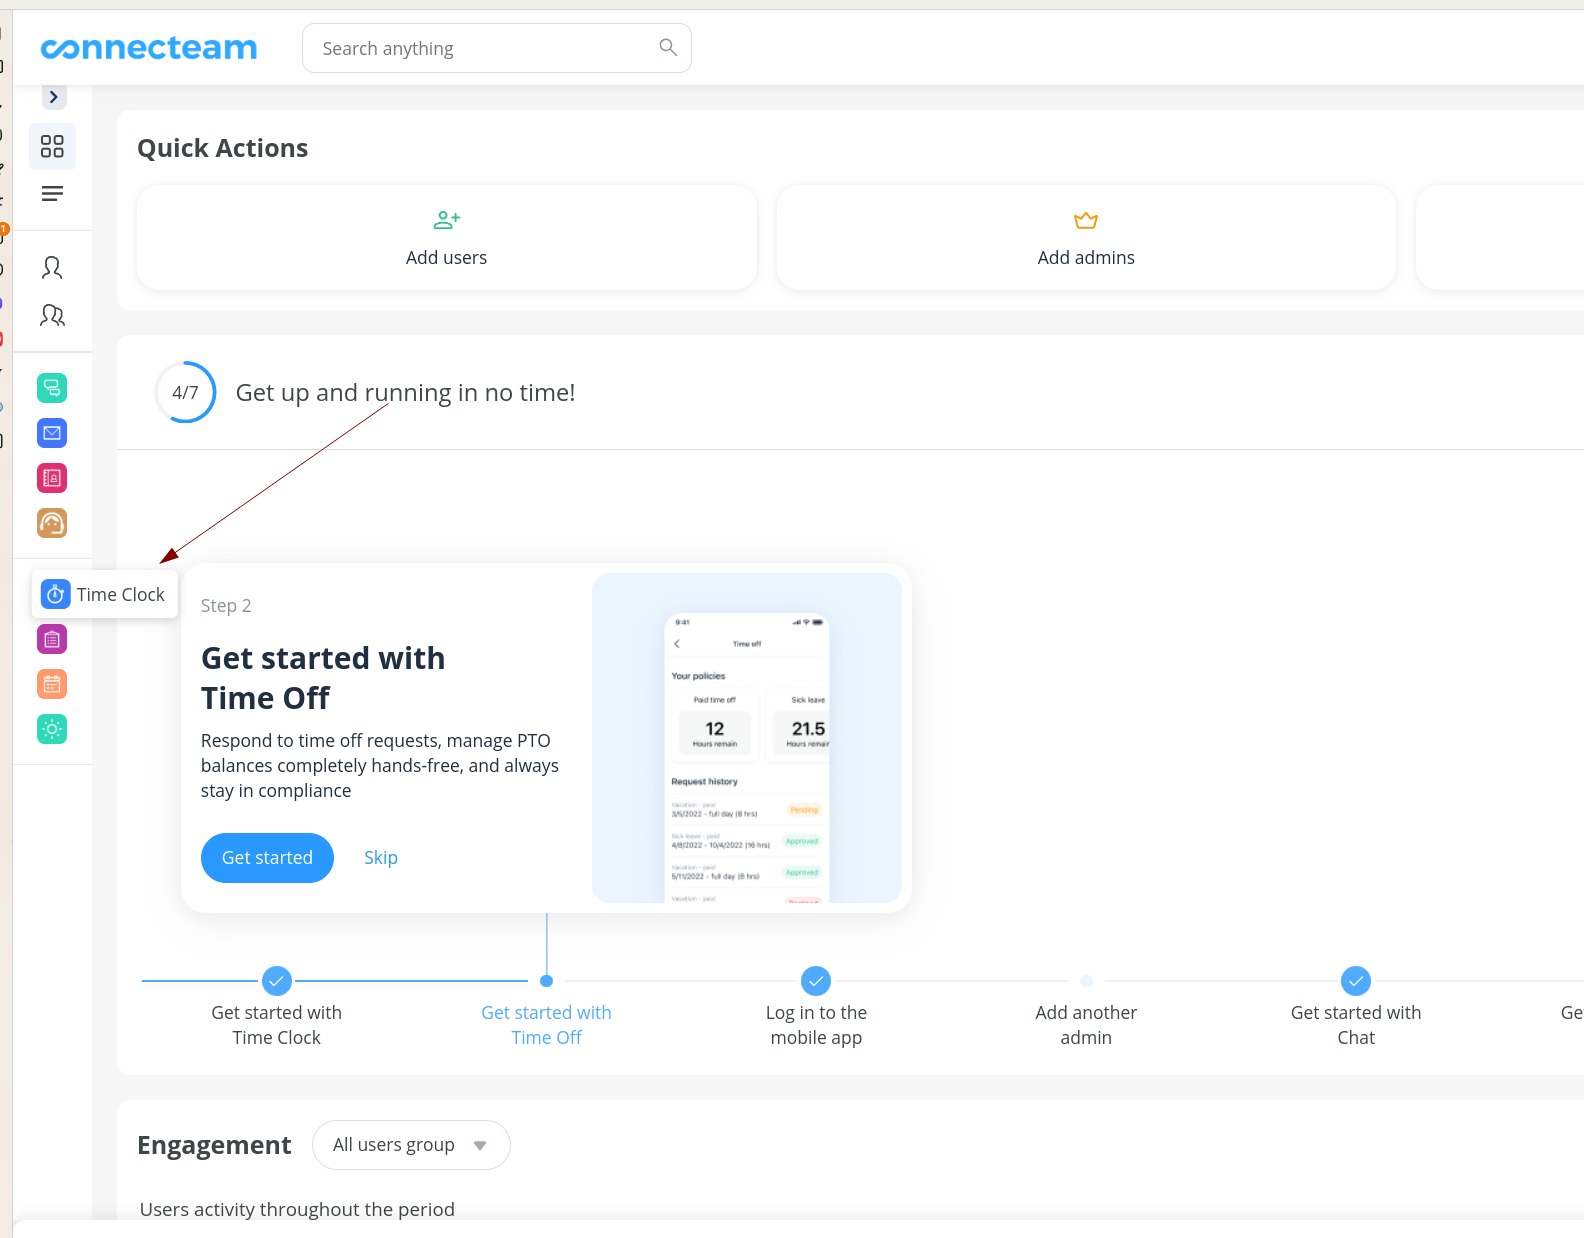 connecteam
Search anything
Quick Actions
Add users
Add admins
1
4/7
Get up and running in no time!
Time Clock
Step 2
Get started with
Time Off
Respond to time off requests, manage PTO
balances completely hands-free, and always
stay in compliance
Get started
Skip
9:41
Time off
Your policies
Paid time off
Sick leave
12
21.5
Hours remain
Hours remain
Request history
Vacation - paid
3/5/2022 - full day (8 hrs)
Pending
Sick leave - paid
4/8/2022 - 10/4/2022 (16 hrs)
Approved
Vacation - paid
5/11/2022 - full day (8 hrs)
Approved
Vacation - paid
Get started with
Time Clock
Get started with
Time Off
Log in to the
mobile app
Add another
admin
Get started with
Chat
Ge
Engagement
All users group
Users activity throughout the period